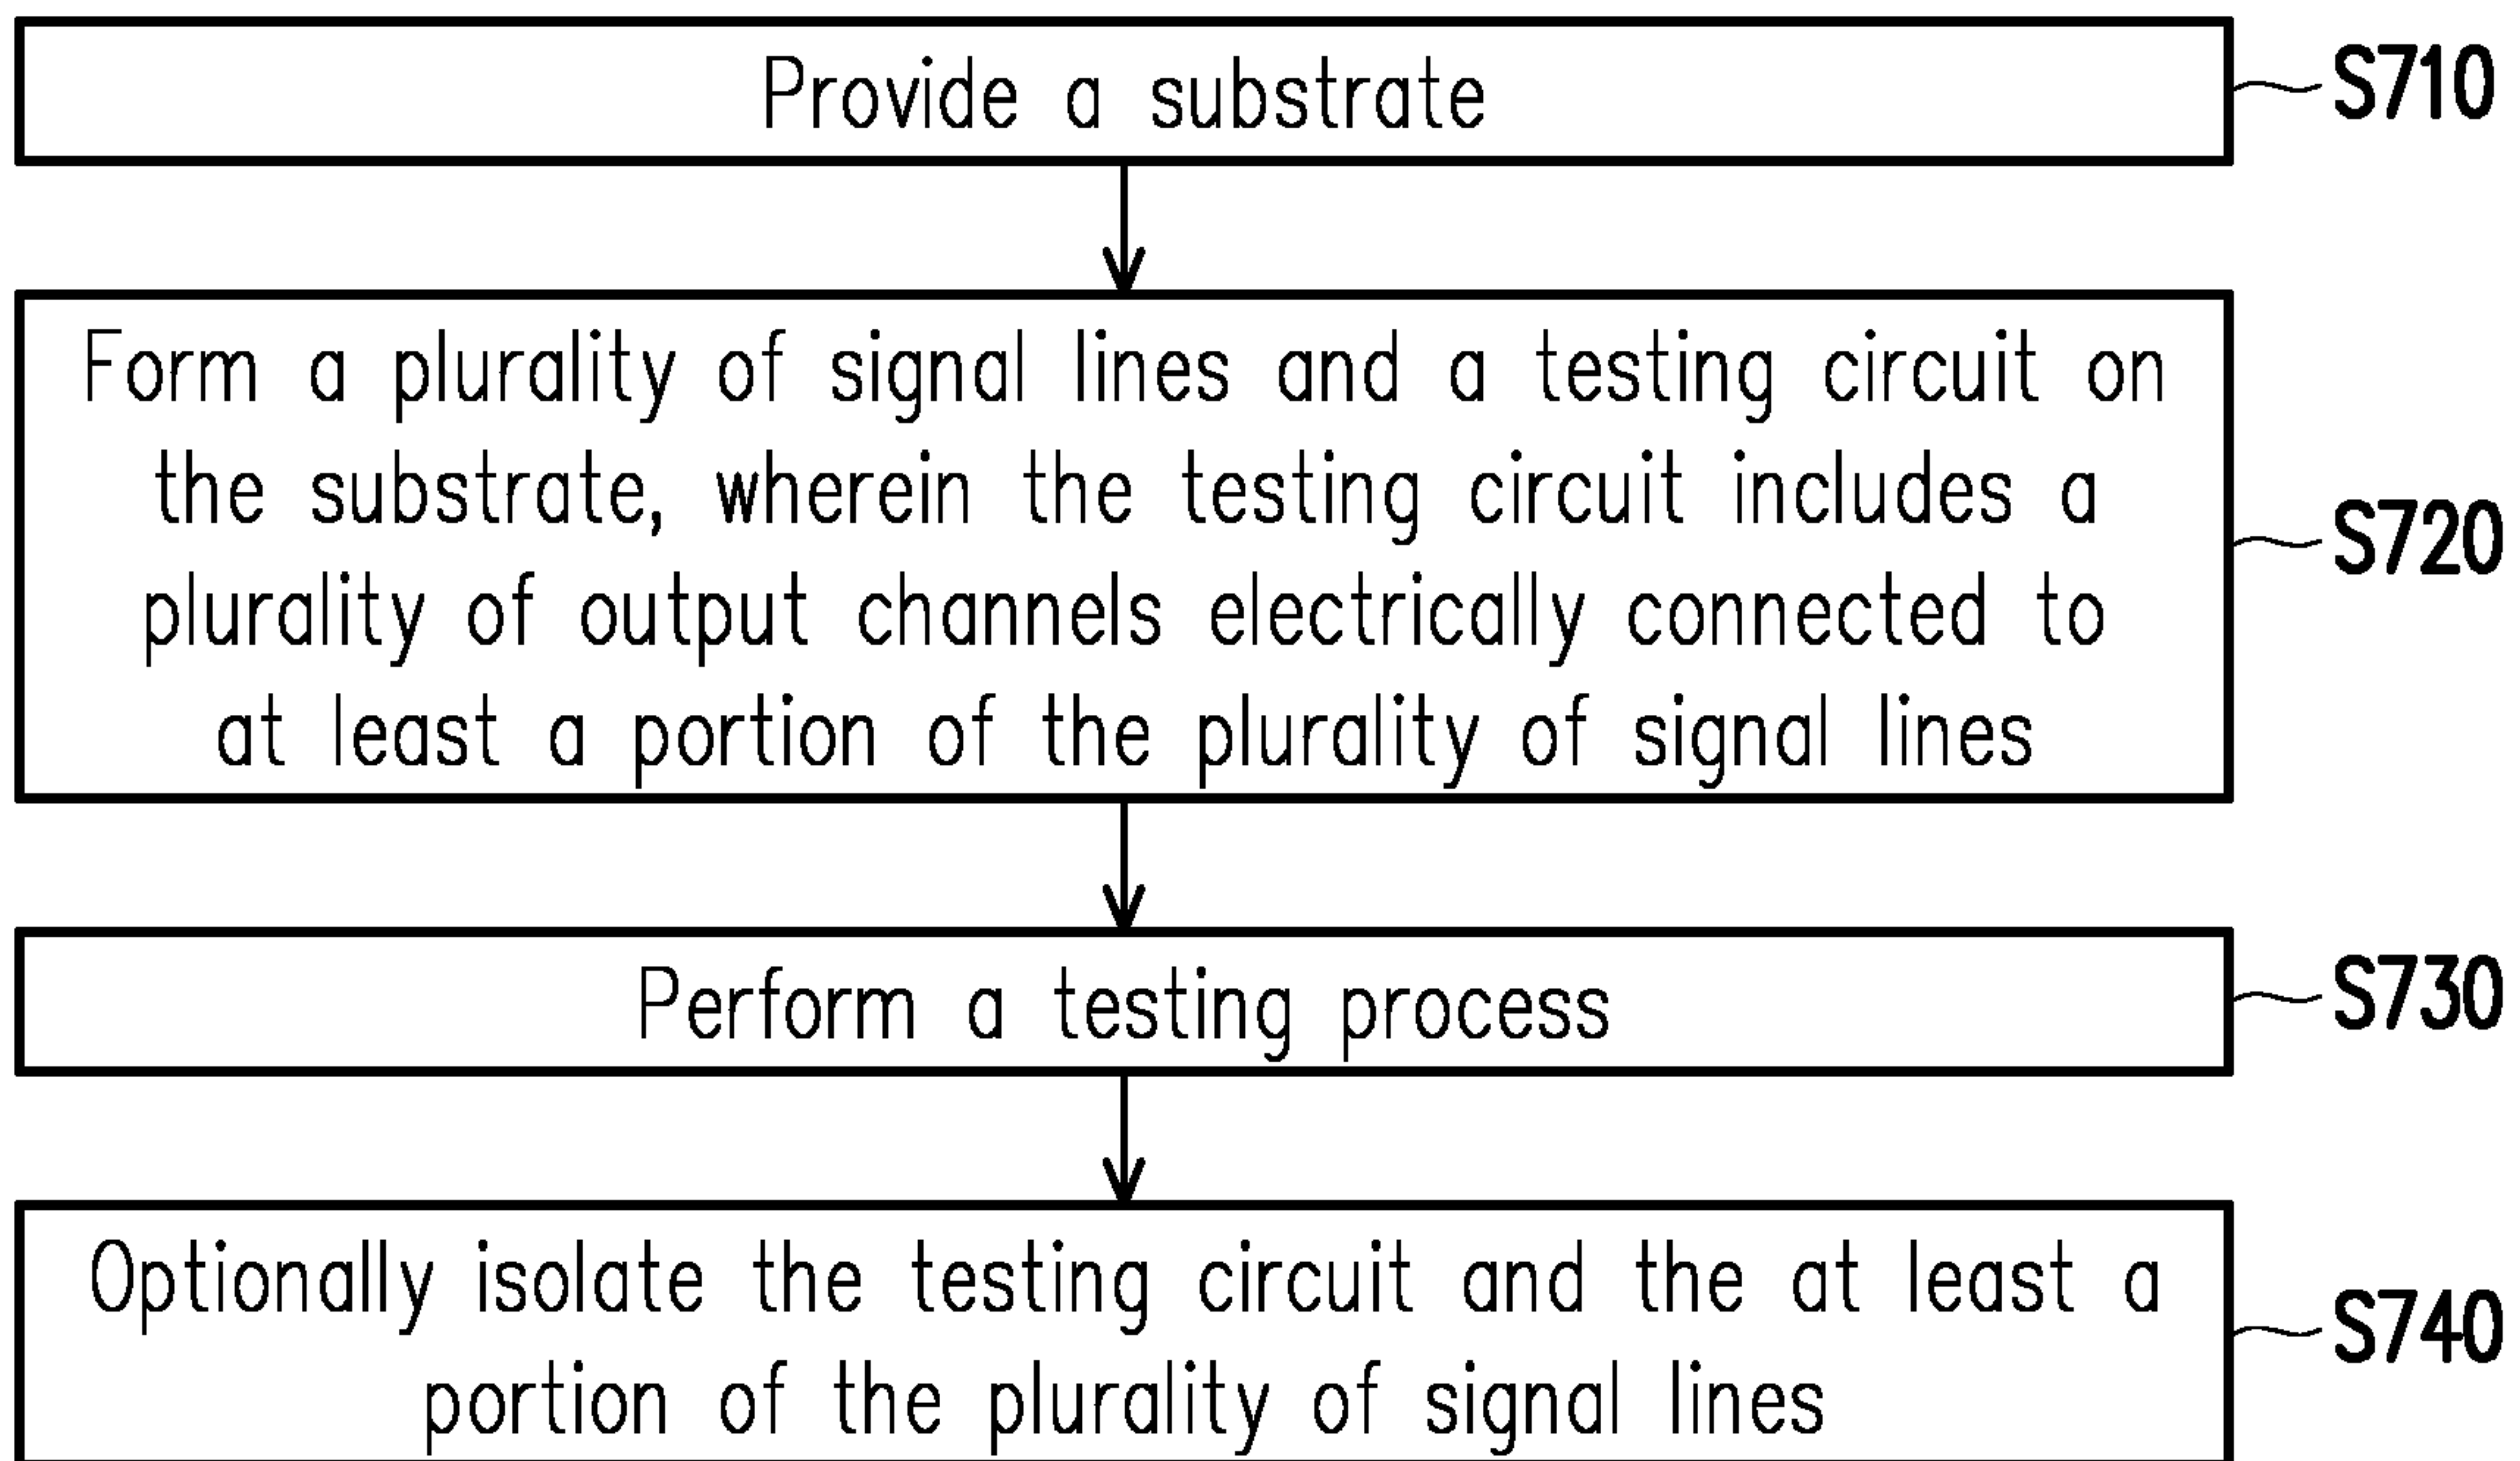 Provide a substrate
S710
Form a plurality of signal lines and a testing circuit on
the substrate, wherein the testing circuit includes a
plurality of output channels electrically connected to
at least a portion of the plurality of signal lines
S720
Perform a testing process
S730
Optionally isolate the testing circuit and the at least a
portion of the plurality of signal lines
S740